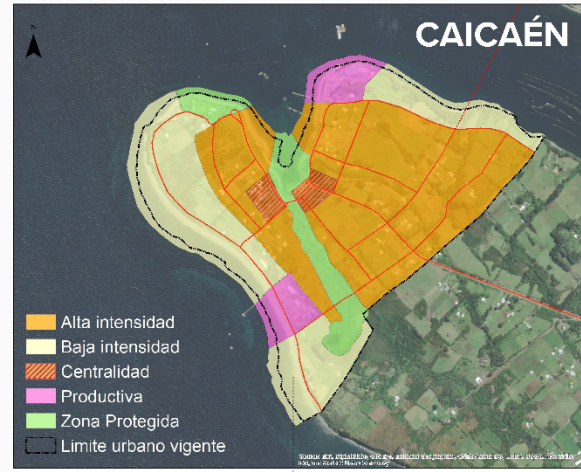 CAICAÉN
N
Alta intensidad
Baja intensidad
Centralidad
Productiva
Zona Protegida
Limite urbano vigente